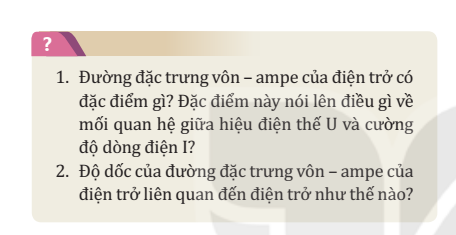 ?
1. Đường đặc trưng vôn – ampe của điện trở có
đặc điểm gì? Đặc điểm này nói lên điều gì về
mối quan hệ giữa hiệu điện thế U và cường
độ dòng điện I?
2. Độ dốc của đường đặc trưng vôn – ampe của
điện trở liên quan đến điện trở như thế nào?